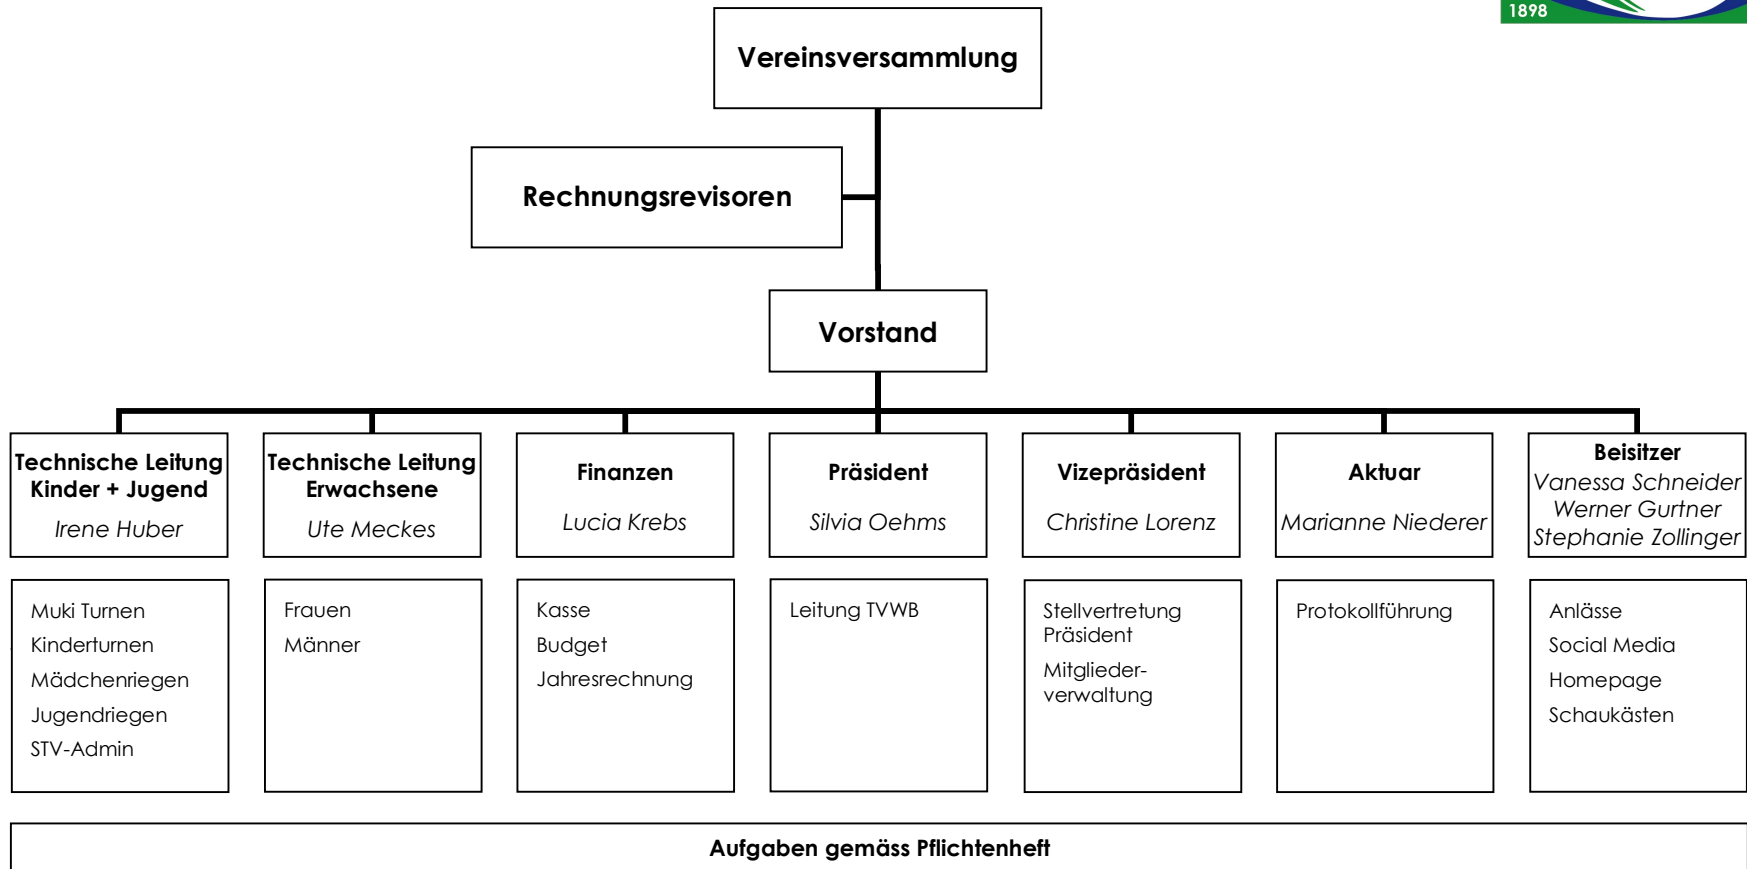 1898
Vereinsversammlung
Rechnungsrevisoren
Vorstand
Technische Leitung
Kinder + Jugend
Irene Huber
Technische Leitung
Erwachsene
Ute Meckes
Finanzen
Lucia Krebs
Präsident
Silvia Oehms
Vizepräsident
Christine Lorenz
Aktuar
Marianne Niederer
Beisitzer
Vanessa Schneider
Werner Gurtner
Stephanie Zollinger
Muki Turnen
Kinderturnen
Mädchenriegen
Jugendriegen
STV-Admin
Frauen
Männer
Kasse
Budget
Jahresrechnung
Leitung TVWB
Stellvertretung
Präsident
Mitglieder-
verwaltung
Protokollführung
Anlässe
Social Media
Homepage
Schaukästen
Aufgaben gemäss Pflichtenheft